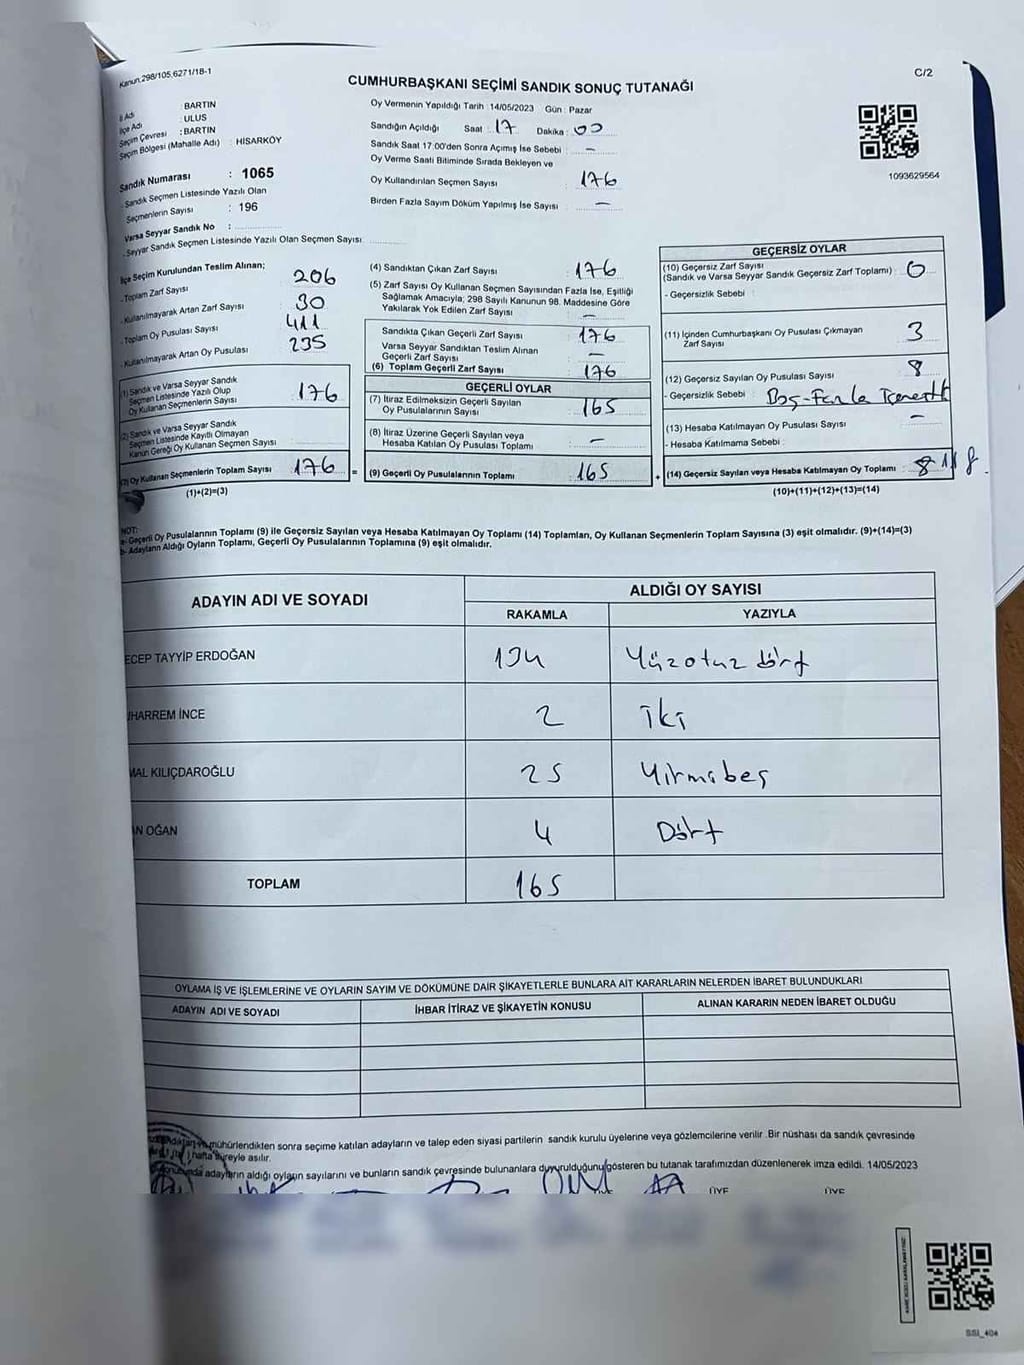 Kanun,298/105,6271/18-1
C/2
CUMHURBAŞKANI SEÇİMİ SANDIK SONUÇ TUTANAĞI
İl Adı BARTIN
İlçe Adı : ULUS
Seçim Çevresi : BARTIN
Seçim Bölgesi (Mahalle Adı) : HİSARKÖY
Sandık Numarası : 1065
- Sandık Seçmen Listesinde Yazılı Olan
Seçmenlerin Sayısı : 196
Varsa Seyyar Sandık No :
- Seyyar Sandık Seçmen Listesinde Yazılı Olan Seçmen Sayısı:
Oy Vermenin Yapıldığı Tarih :14/05/2023 Gün : Pazar
Sandığın Açıldığı Saat : 17 Dakika : 00
Sandık Saat 17:00'den Sonra Açımış İse Sebebi : –
Oy Verme Saati Bitiminde Sırada Bekleyen ve
Oy Kullandırılan Seçmen Sayısı : 176
Birden Fazla Sayım Döküm Yapılmış İse Sayısı : –
1093629564
İlçe Seçim Kurulundan Teslim Alınan;
-Toplam Zarf Sayısı 206
-Kullanılmayarak Artan Zarf Sayısı 30
-Toplam Oy Pusulası Sayısı 411
-Kullanılmayarak Artan Oy Pusulası 235
(1) Sandık ve Varsa Seyyar Sandık
Seçmen Listesinde Yazılı Olup
Oy Kullanan Seçmenlerin Sayısı 176
(2) Sandık ve Varsa Seyyar Sandık
Seçmen Listesinde Kayıtlı Olmayan
Kanun Gereği Oy Kullanan Seçmen Sayısı
(3) Oy Kullanan Seçmenlerin Toplam Sayısı 176 =
(1)+(2)=(3)
(4) Sandıktan Çıkan Zarf Sayısı : 176
(5) Zarf Sayısı Oy Kullanan Seçmen Sayısından Fazla İse, Eşitliği
Sağlamak Amacıyla; 298 Sayılı Kanunun 98. Maddesine Göre
Yakılarak Yok Edilen Zarf Sayısı : –
Sandıkta Çıkan Geçerli Zarf Sayısı : 176
Varsa Seyyar Sandıktan Teslim Alınan
Geçerli Zarf Sayısı : –
(6) Toplam Geçerli Zarf Sayısı : 176
GEÇERLİ OYLAR
(7) İtiraz Edilmeksizin Geçerli Sayılan
Oy Pusulalarının Sayısı : 165
(8) İtiraz Üzerine Geçerli Sayılan veya
Hesaba Katılan Oy Pusulası Toplamı : –
(9) Geçerli Oy Pusulalarının Toplamı : 165 +
GEÇERSİZ OYLAR
(10) Geçersiz Zarf Sayısı
(Sandık ve Varsa Seyyar Sandık Geçersiz Zarf Toplamı) : 0
- Geçersizlik Sebebi :
(11) İçinden Cumhurbaşkanı Oy Pusulası Çıkmayan
Zarf Sayısı : 3
(12) Geçersiz Sayılan Oy Pusulası Sayısı : 8
- Geçersizlik Sebebi : Boş-Fazla
(13) Hesaba Katılmayan Oy Pusulası Sayısı : –
- Hesaba Katılmama Sebebi :
(14) Geçersiz Sayılan veya Hesaba Katılmayan Oy Toplamı : 8 11
(10)+(11)+(12)+(13)=(14)
NOT:
a- Geçerli Oy Pusulalarının Toplamı (9) ile Geçersiz Sayılan veya Hesaba Katılmayan Oy Toplamı (14) Toplamları, Oy Kullanan Seçmenlerin Toplam Sayısına (3) eşit olmalıdır. (9)+(14)=(3)
b- Adayların Aldığı Oyların Toplamı, Geçerli Oy Pusulalarının Toplamına (9) eşit olmalıdır.
ADAYIN ADI VE SOYADI
ALDIĞI OY SAYISI
RAKAMLA YAZIYLA
ECEP TAYYİP ERDOĞAN 134 Yüzotuz dört
HARREM İNCE 2 iki
MAL KILIÇDAROĞLU 25 Yirmibeş
N OĞAN 4 Dört
TOPLAM 165
OYLAMA İŞ VE İŞLEMLERİNE VE OYLARIN SAYIM VE DÖKÜMÜNE DAİR ŞİKAYETLERLE BUNLARA AİT KARARLARIN NELERDEN İBARET BULUNDUKLARI
ADAYIN ADI VE SOYADI İHBAR İTİRAZ VE ŞİKAYETİN KONUSU ALINAN KARARIN NEDEN İBARET OLDUĞU
mühürlendikten sonra seçime katılan adayların ve talep eden siyasi partilerin sandık kurulu üyelerine veya gözlemcilerine verilir .Bir nüshası da sandık çevresinde
hafta süreyle asılır.
adayların aldığı oyların sayılarını ve bunların sandık çevresinde bulunanlara duyurulduğunu gösteren bu tutanak tarafımızdan düzenlenerek imza edildi. 14/05/2023
ÜYE ÜYE
SSI_404